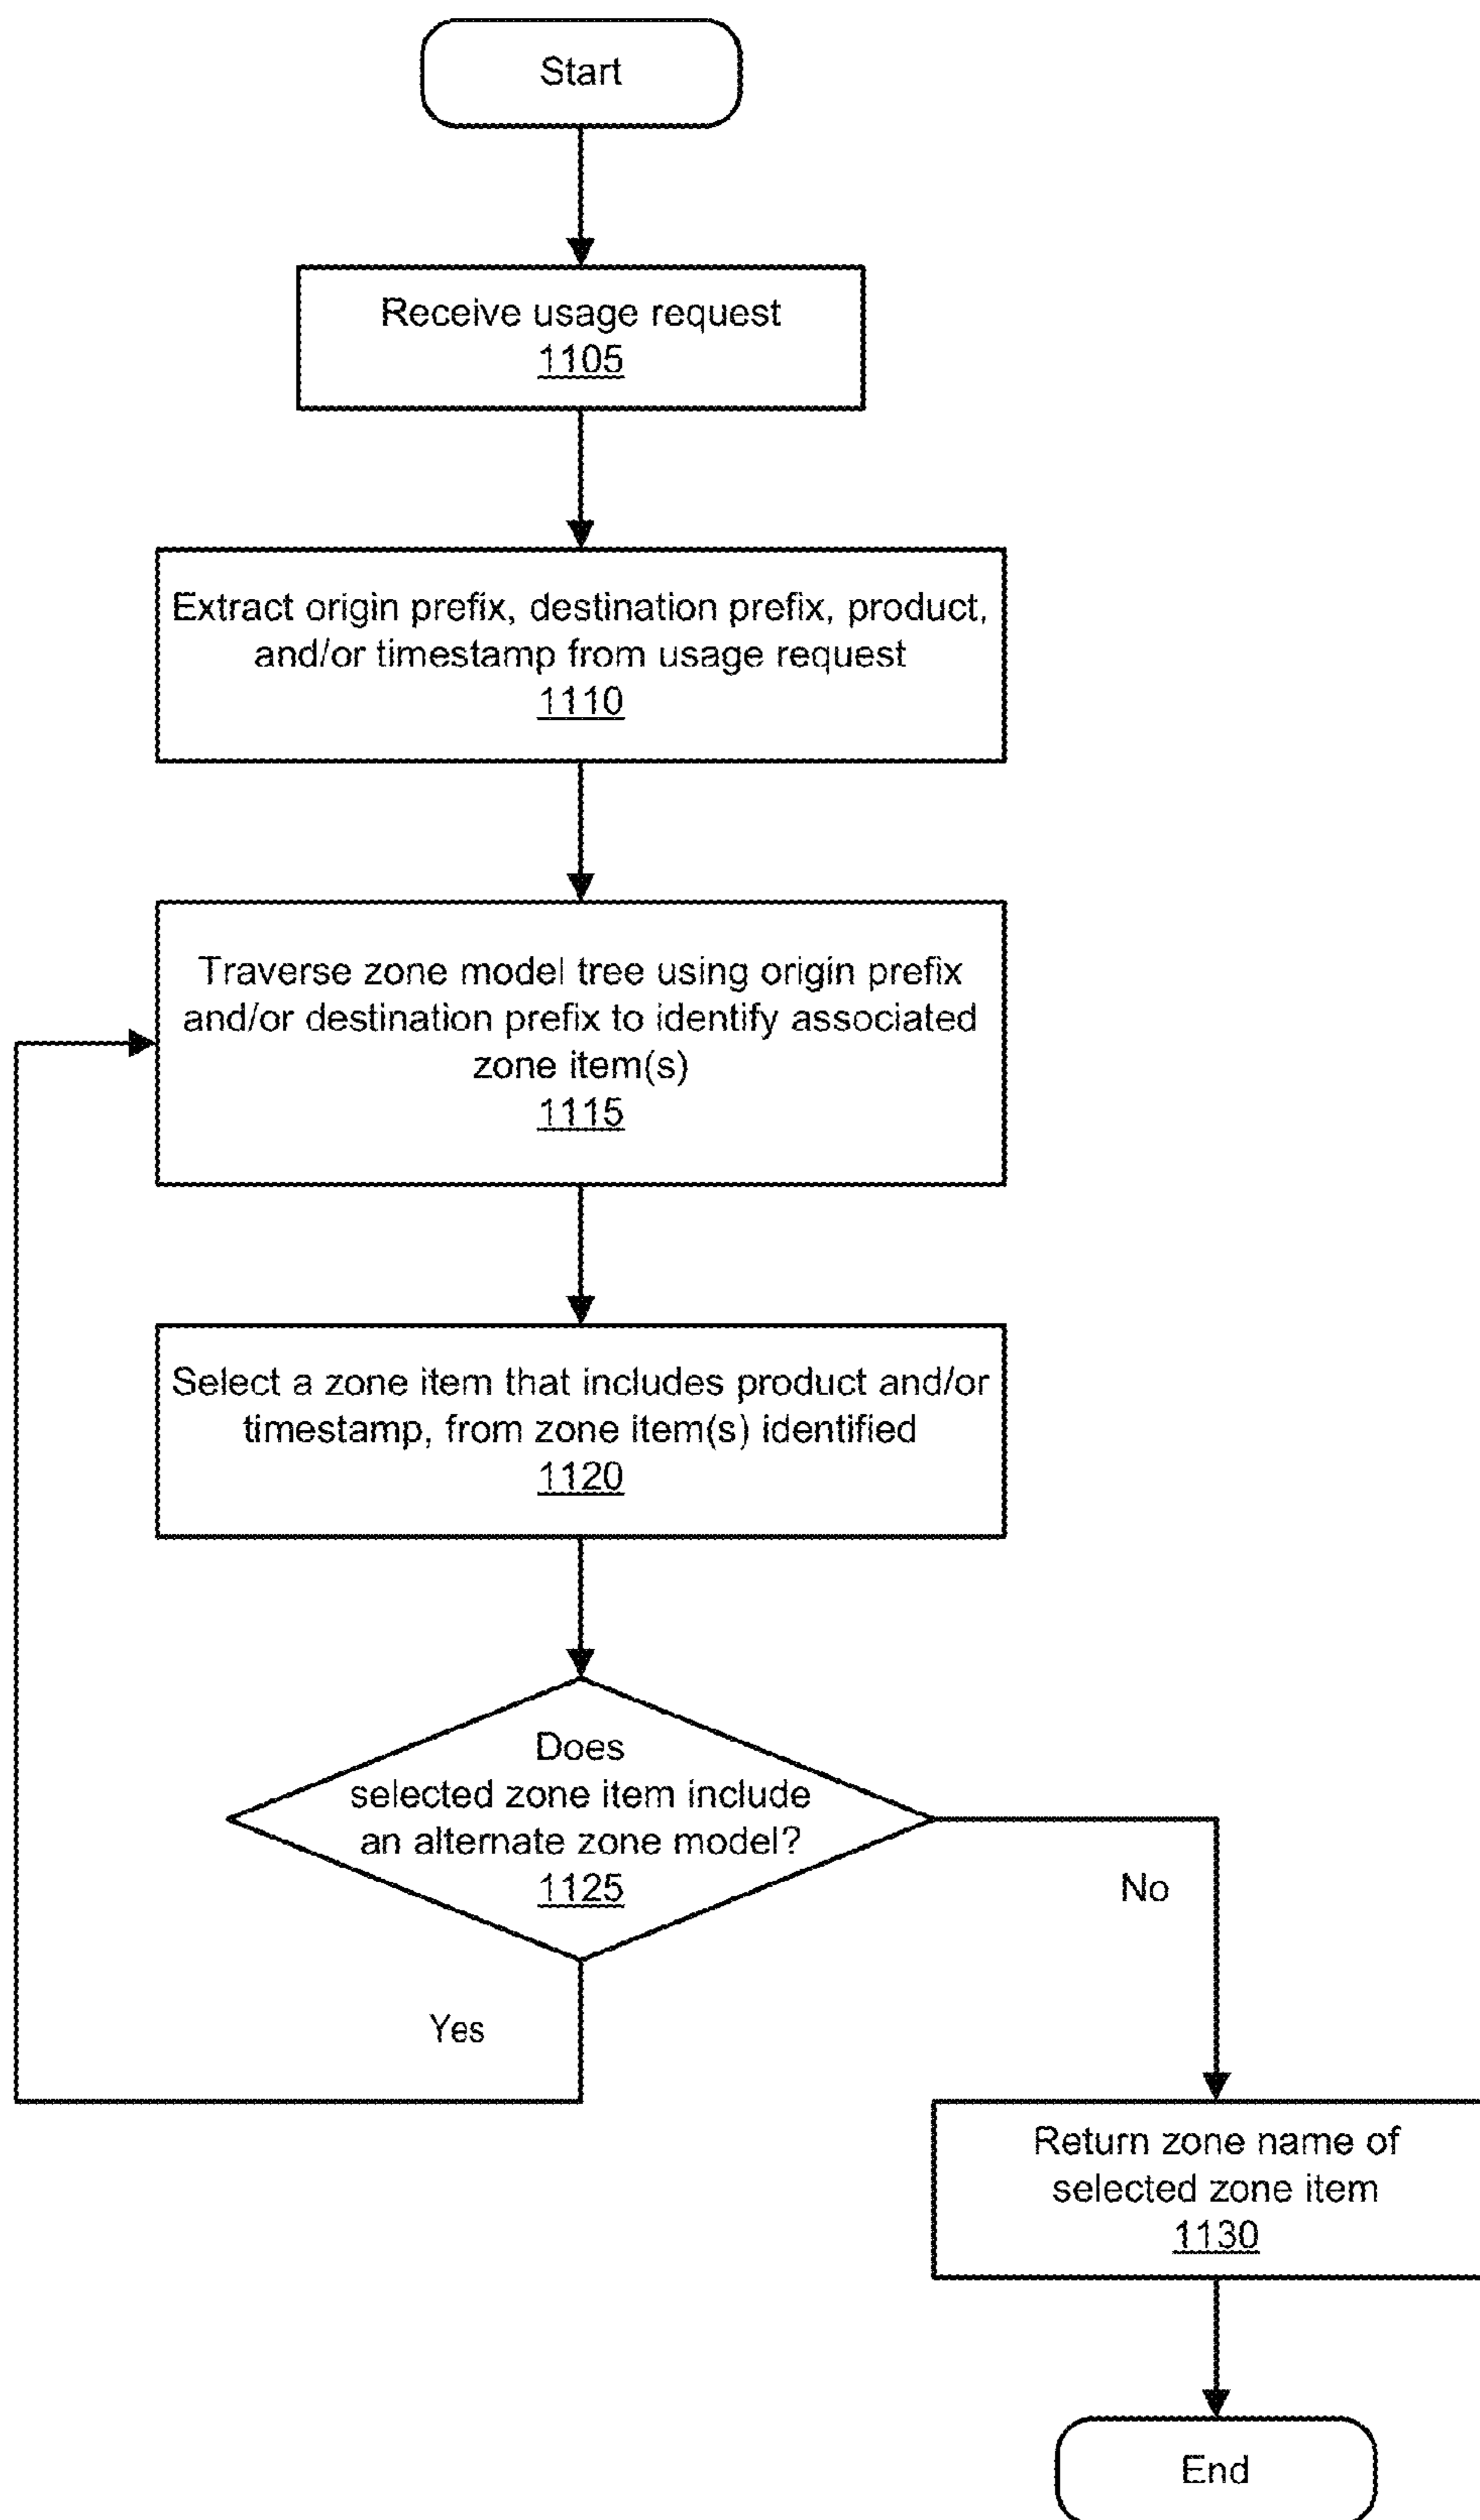 Start
Receive usage request
1105
Extract origin prefix, destination prefix, product,
and/or timestamp from usage request
1110
Traverse zone model tree using origin prefix
and/or destination prefix to identify associated
zone item(s)
1115
Select a zone item that includes product and/or
timestamp, from zone item(s) identified
1120
Does
selected zone item include
an alternate zone model?
1125
No
Yes
Return zone name of
selected zone item
1130
End